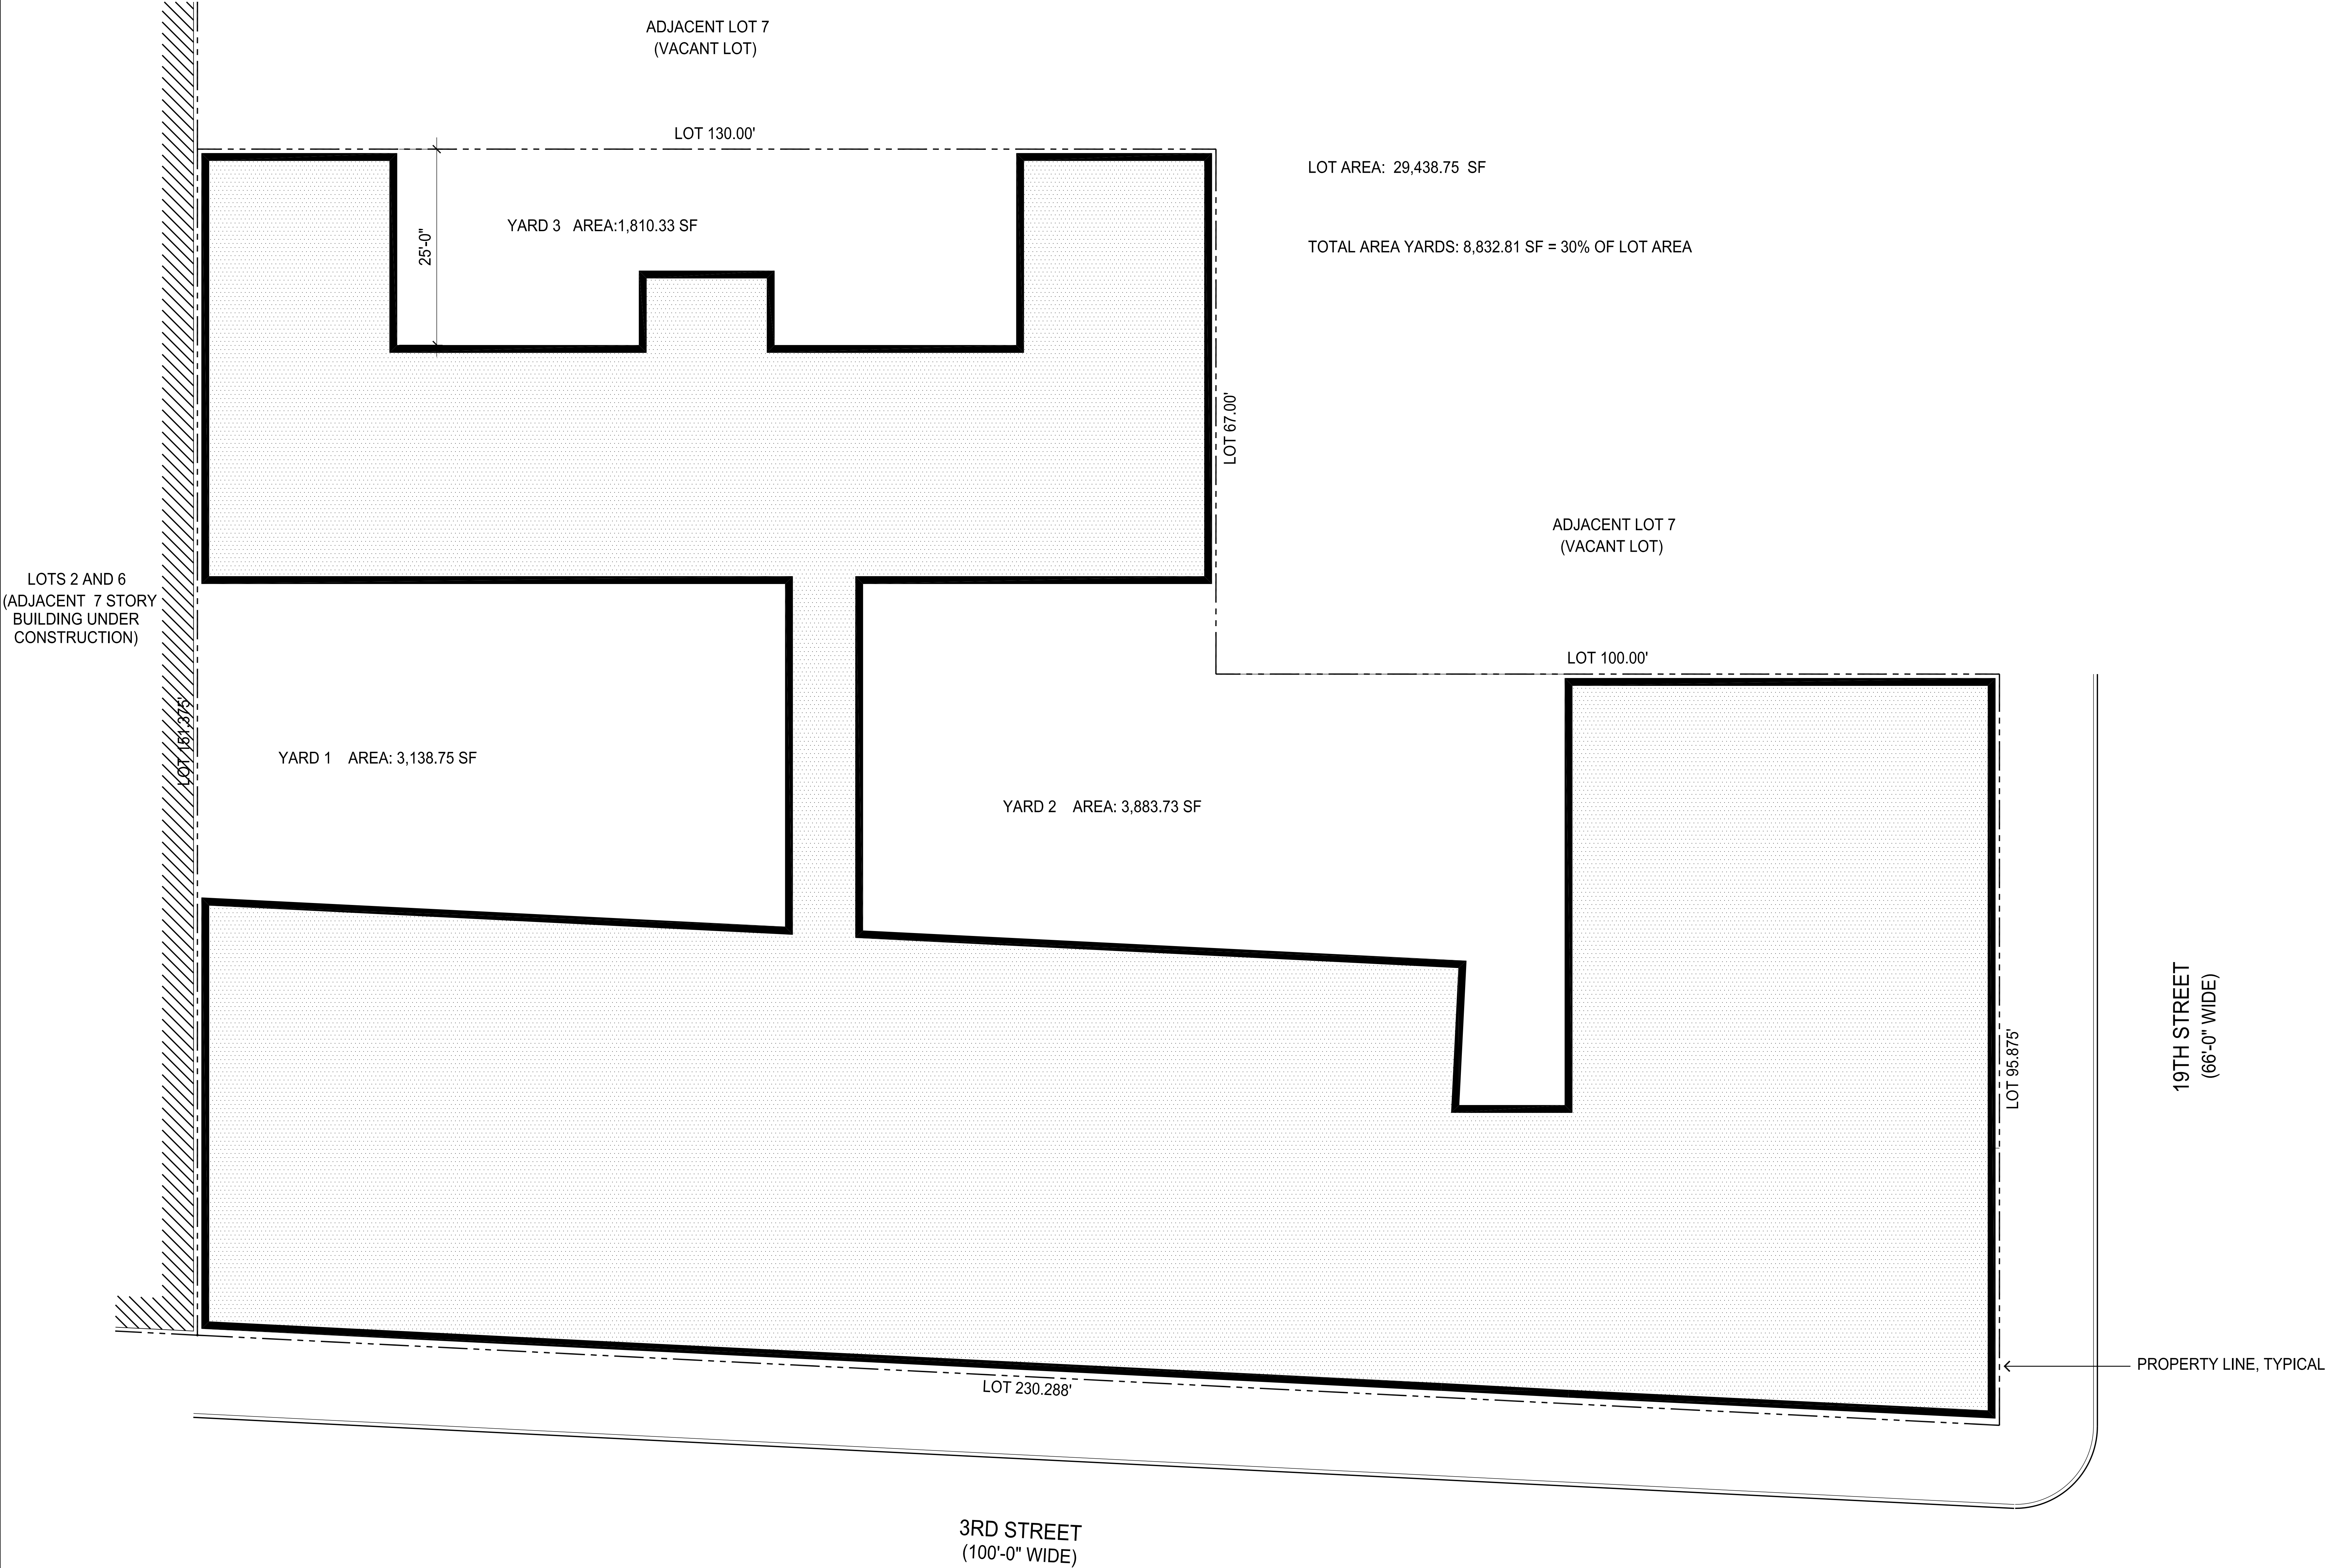 ADJACENT LOT 7
(VACANT LOT)
LOT 130.00'
LOT AREA: 29,438.75 SF
YARD 3 AREA:1,810.33 SF
25'-0"
TOTAL AREA YARDS: 8,832.81 SF = 30% OF LOT AREA
LOT 67.00'
ADJACENT LOT 7
(VACANT LOT)
LOTS 2 AND 6
(ADJACENT 7 STORY
BUILDING UNDER
CONSTRUCTION)
LOT 100.00'
LOT 151.375'
YARD 1 AREA: 3,138.75 SF
YARD 2 AREA: 3,883.73 SF
19TH STREET
(66'-0" WIDE)
LOT 95.875'
PROPERTY LINE, TYPICAL
LOT 230.288'
3RD STREET
(100'-0" WIDE)